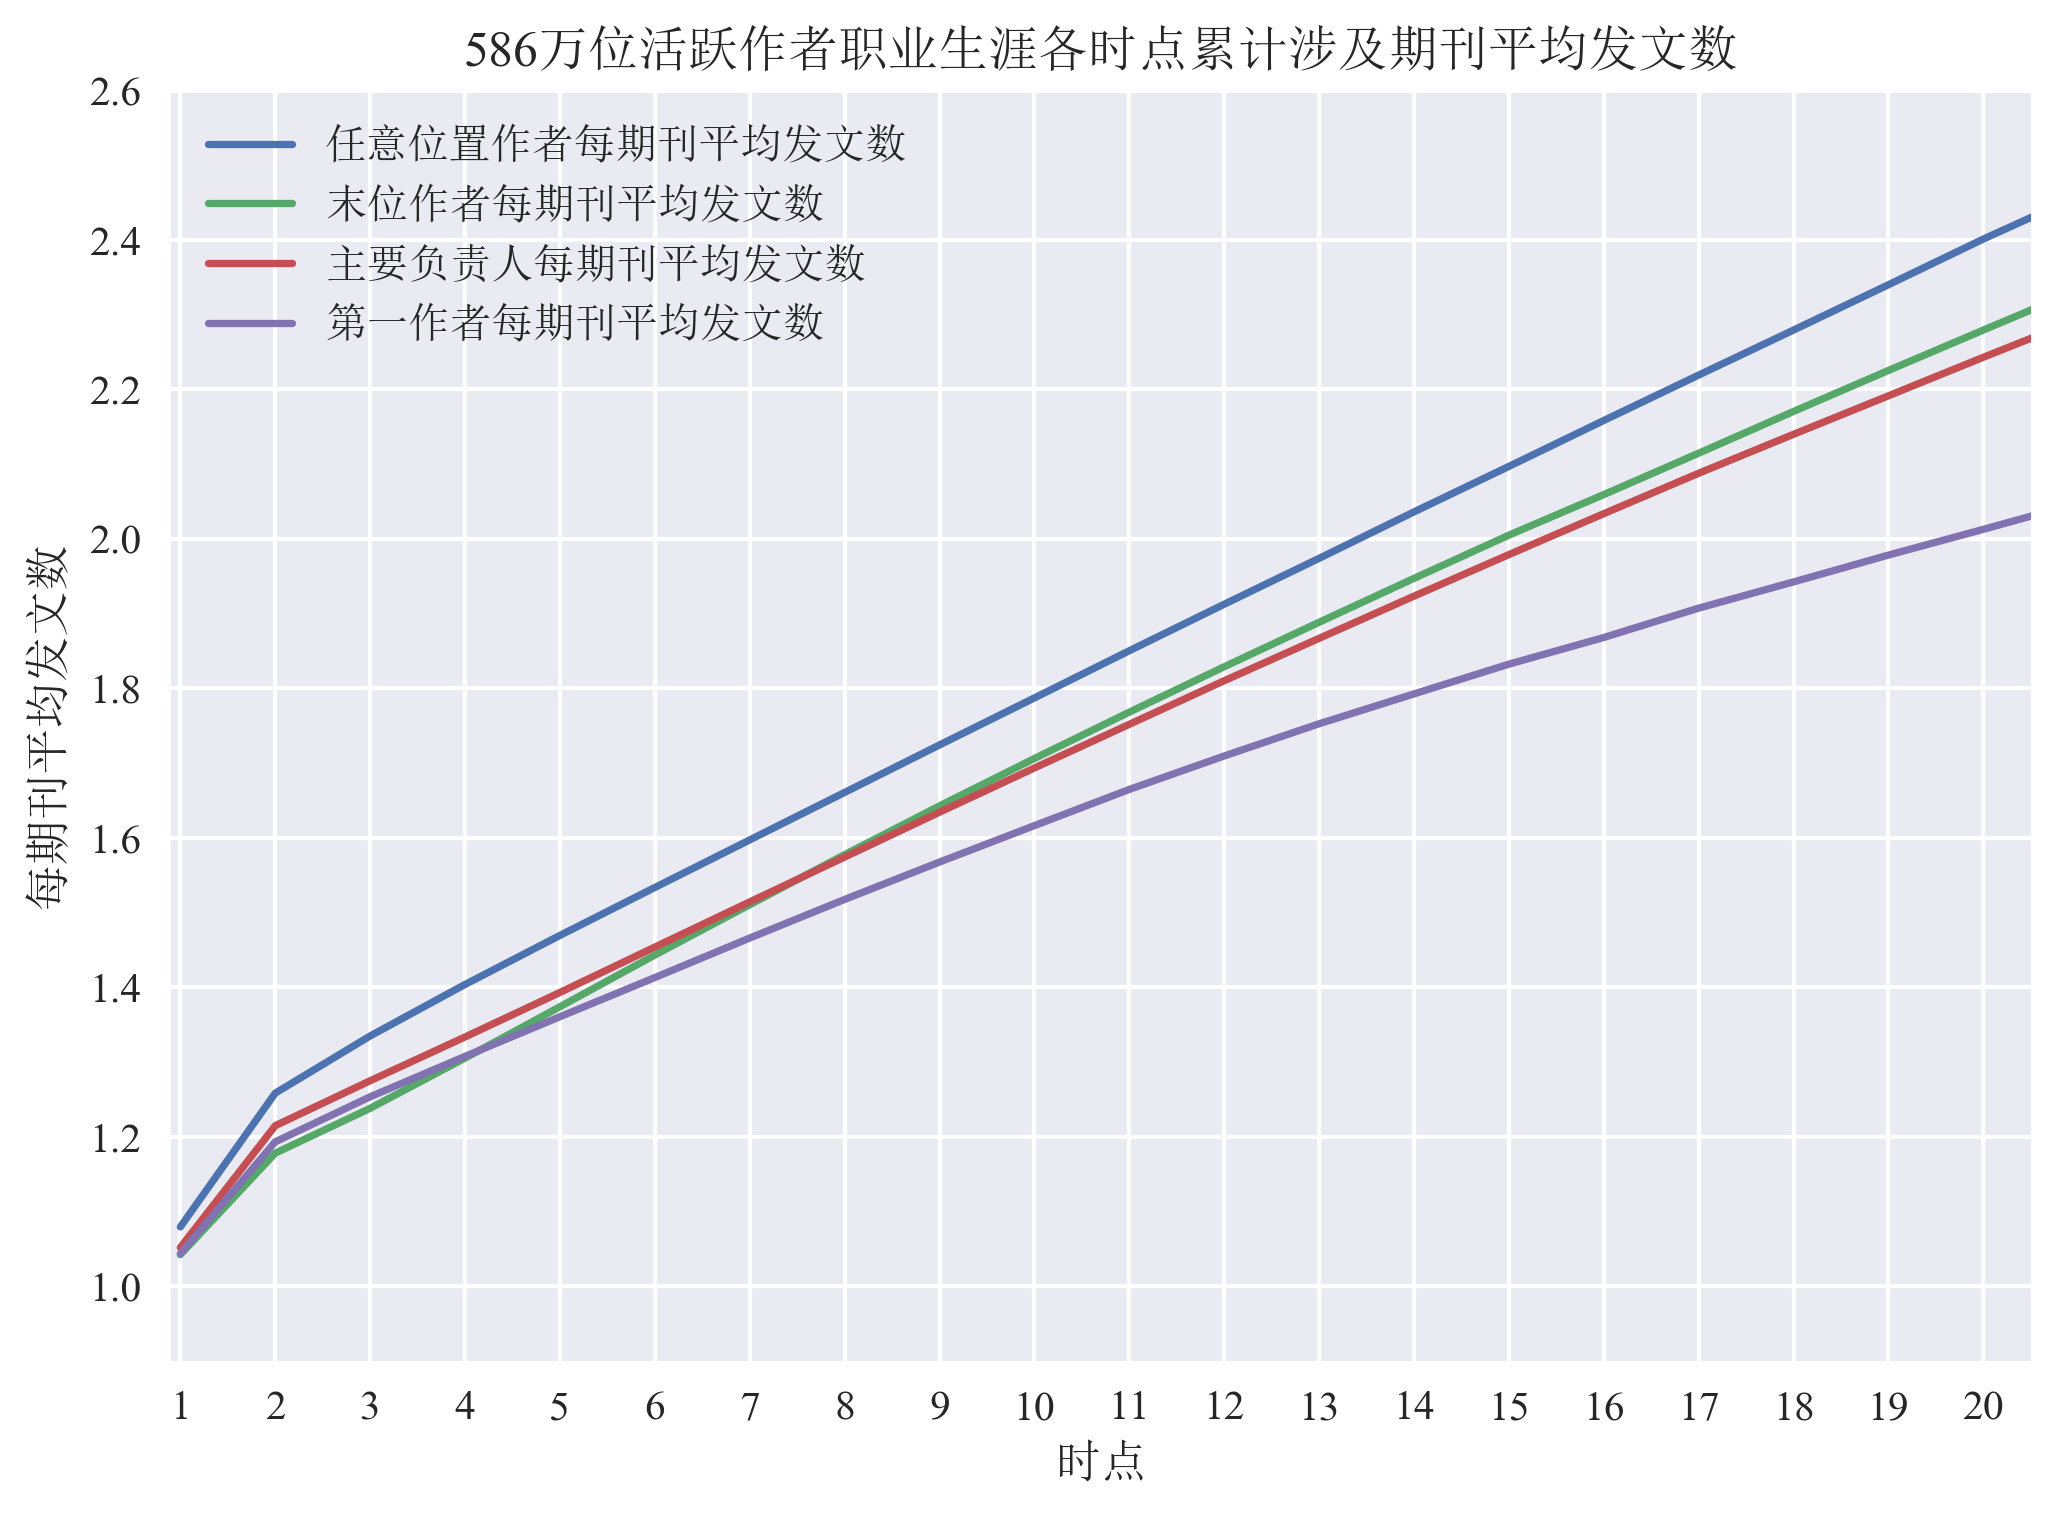 586万位活跃作者职业生涯各时点累计涉及期刊平均发文数
任意位置作者每期刊平均发文数
末位作者每期刊平均发文数
主要负责人每期刊平均发文数
第一作者每期刊平均发文数
每期刊平均发文数
2.6
2.4
2.2
2.0
1.8
1.6
1.4
1.2
1.0
1 2 3 4 5 6 7 8 9 10 11 12 13 14 15 16 17 18 19 20
时点